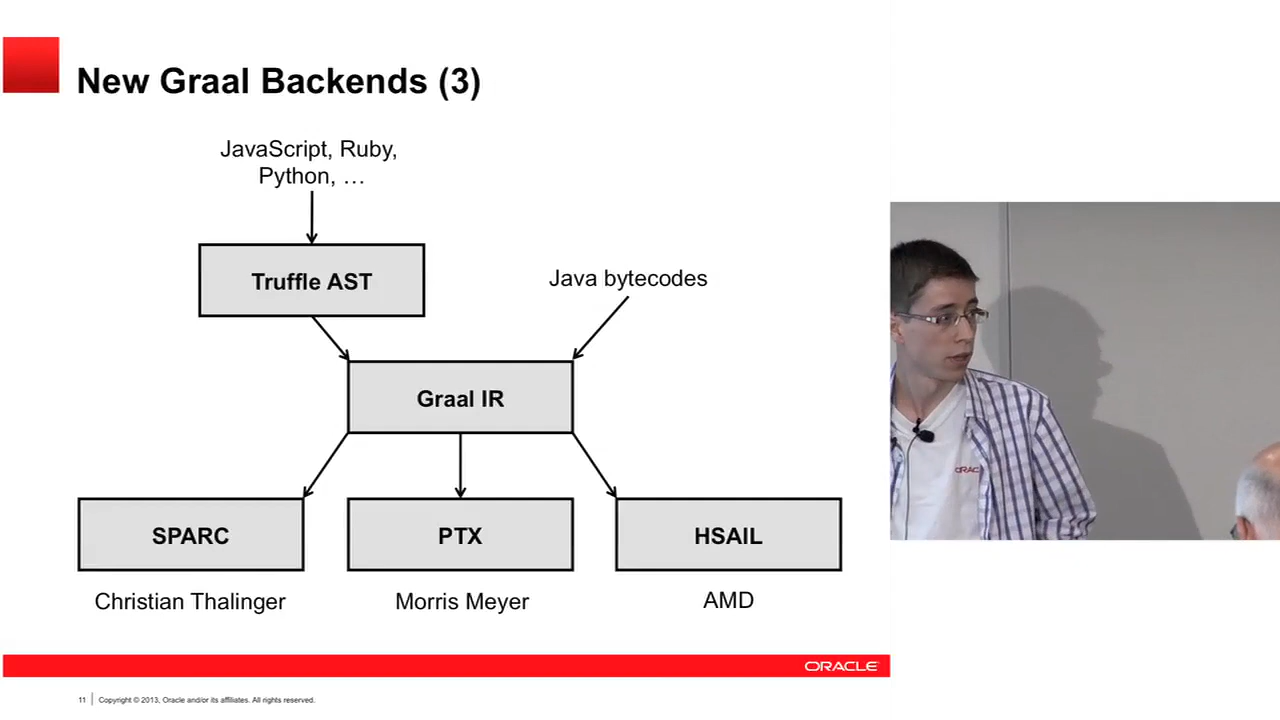 New Graal Backends (3)
JavaScript, Ruby,
Python, …
Truffle AST
Java bytecodes
Graal IR
SPARC
PTX
HSAIL
Christian Thalinger
Morris Meyer
AMD
ORAC
ORACLE
11
Copyright © 2013, Oracle and/or its affiliates. All rights reserved.